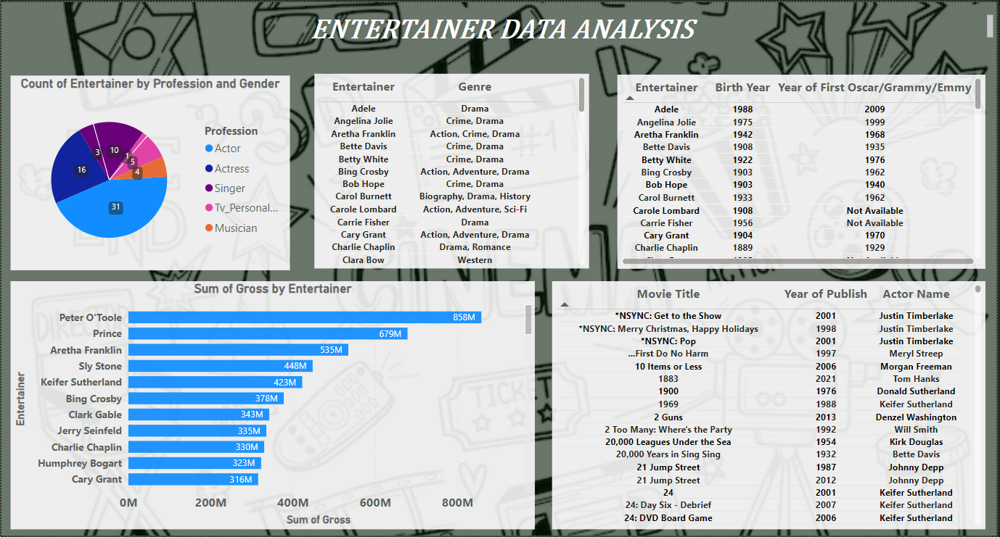 ENTERTAINER DATA ANALYSIS
Count of Entertainer by Profession and Gender
3
10
1
5
4
16
31
Profession
Actor
Actress
Singer
Tv_Personal...
Musician
Entertainer Genre
Adele Drama
Angelina Jolie Crime, Drama
Aretha Franklin Action, Crime, Drama
Bette Davis Crime, Drama
Betty White Crime, Drama
Bing Crosby Action, Adventure, Drama
Bob Hope Crime, Drama
Carol Burnett Biography, Drama, History
Carole Lombard Action, Adventure, Sci-Fi
Carrie Fisher Drama
Cary Grant Action, Adventure, Drama
Charlie Chaplin Drama, Romance
Clara Bow Western
Entertainer Birth Year Year of First Oscar/Grammy/Emmy
Adele 1988 2009
Angelina Jolie 1975 1999
Aretha Franklin 1942 1968
Bette Davis 1908 1935
Betty White 1922 1976
Bing Crosby 1903 1962
Bob Hope 1903 1940
Carol Burnett 1933 1962
Carole Lombard 1908 Not Available
Carrie Fisher 1956 Not Available
Cary Grant 1904 1970
Charlie Chaplin 1889 1929
Sum of Gross by Entertainer
Entertainer
Peter O'Toole 858M
Prince 679M
Aretha Franklin 535M
Sly Stone 448M
Keifer Sutherland 423M
Bing Crosby 378M
Clark Gable 343M
Jerry Seinfeld 335M
Charlie Chaplin 330M
Humphrey Bogart 323M
Cary Grant 316M
0M 200M 400M 600M 800M
Sum of Gross
Movie Title Year of Publish Actor Name
*NSYNC: Get to the Show 2001 Justin Timberlake
*NSYNC: Merry Christmas, Happy Holidays 1998 Justin Timberlake
*NSYNC: Pop 2001 Justin Timberlake
...First Do No Harm 1997 Meryl Streep
10 Items or Less 2006 Morgan Freeman
1883 2021 Tom Hanks
1900 1976 Donald Sutherland
1969 1988 Keifer Sutherland
2 Guns 2013 Denzel Washington
2 Too Many: Where's the Party 1992 Will Smith
20,000 Leagues Under the Sea 1954 Kirk Douglas
20,000 Years in Sing Sing 1932 Bette Davis
21 Jump Street 1987 Johnny Depp
21 Jump Street 2012 Johnny Depp
24 2001 Keifer Sutherland
24: Day Six - Debrief 2007 Keifer Sutherland
24: DVD Board Game 2006 Keifer Sutherland
#1
CINEMA
ACTION
TICKET